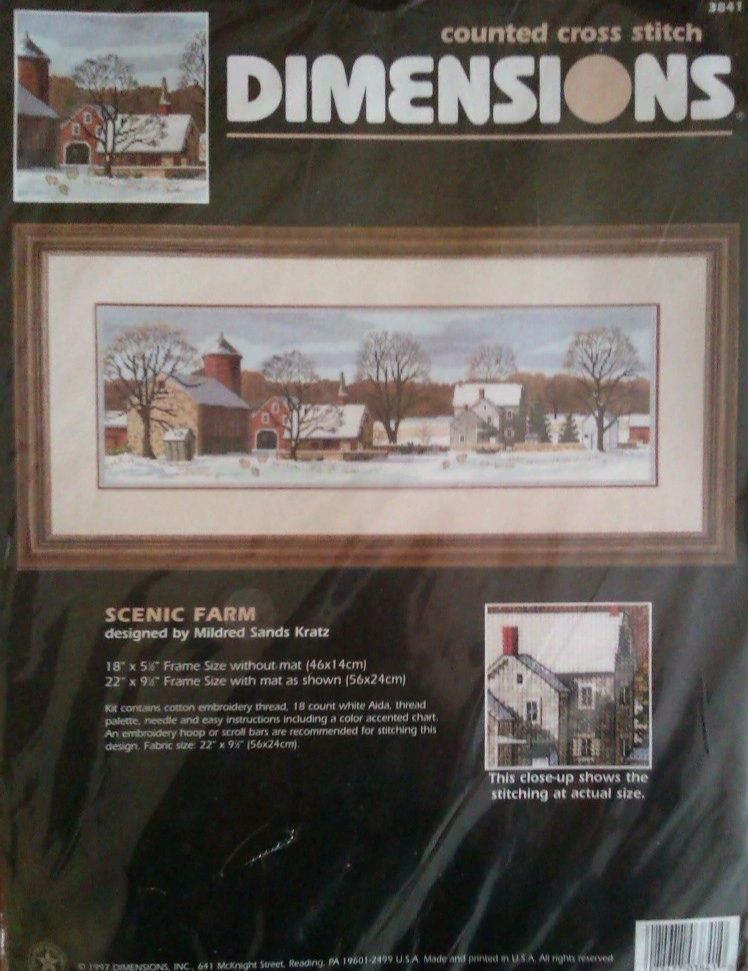 3841
counted cross stitch
DIMENSIONS®
SCENIC FARM
designed by Mildred Sands Kratz
18" x 5½" Frame Size without mat (46x14cm)
22" x 9½" Frame Size with mat as shown (56x24cm)
Kit contains cotton embroidery thread, 18 count white Aida, thread
palette, needle and easy instructions including a color accented chart.
An embroidery hoop or scroll bars are recommended for stitching this
design. Fabric size: 22" x 9½" (56x24cm).
This close-up shows the
stitching at actual size.
© 1997 DIMENSIONS, INC., 641 McKnight Street, Reading, PA 19601-2499 U.S.A. Made and printed in U.S.A. All rights reserved